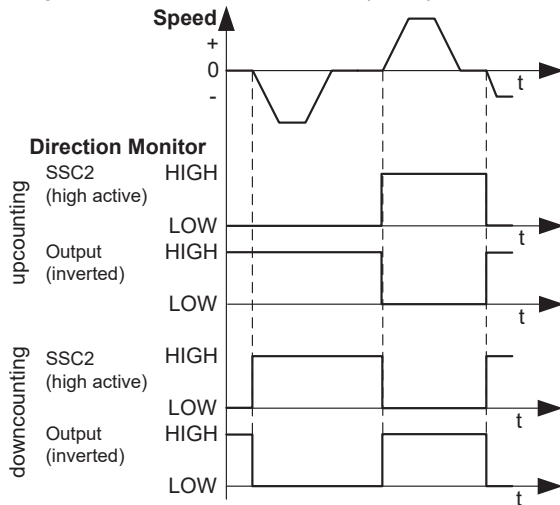 Speed
+
0
-
t
Direction Monitor
upcounting
SSC2
(high active)
HIGH
LOW
t
Output
(inverted)
HIGH
LOW
t
downcounting
SSC2
(high active)
HIGH
LOW
t
Output
(inverted)
HIGH
LOW
t